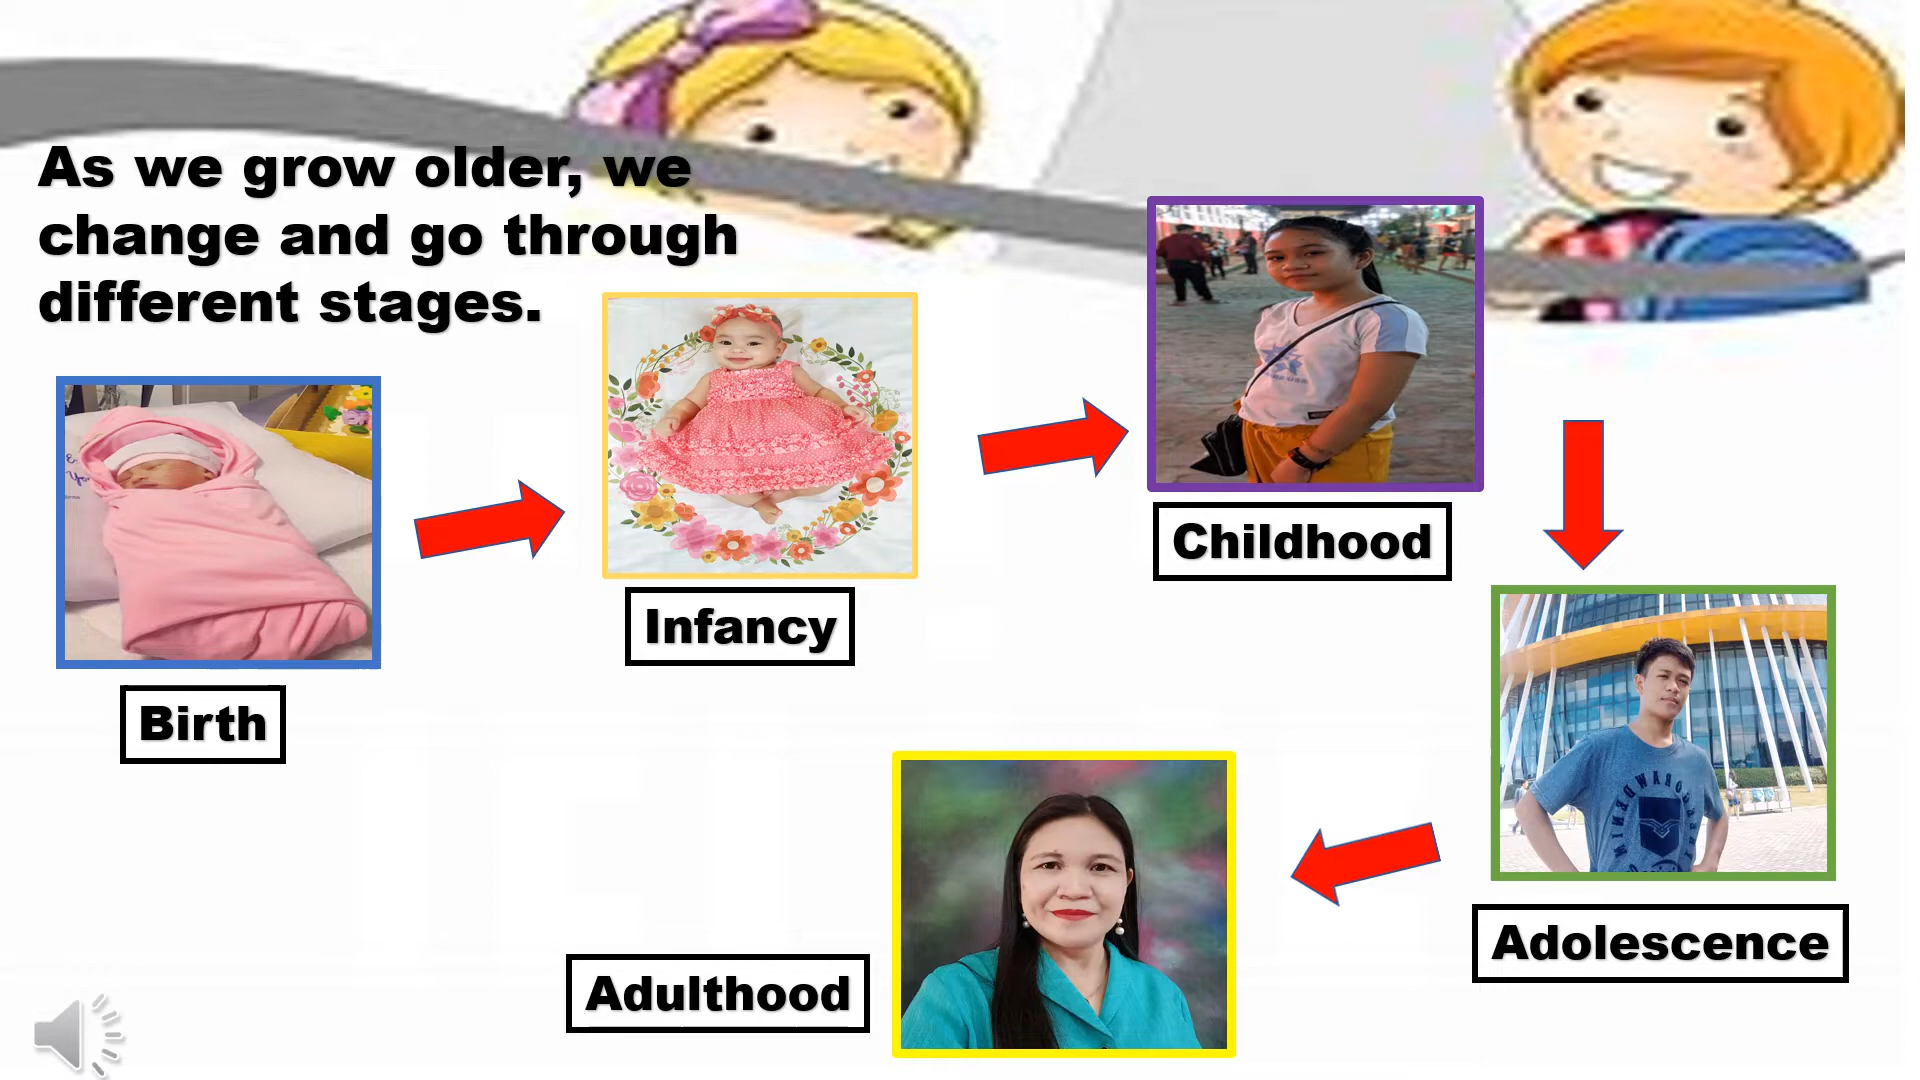 As we grow older, we
change and go through
different stages.
Childhood
Infancy
Birth
Adolescence
Adulthood